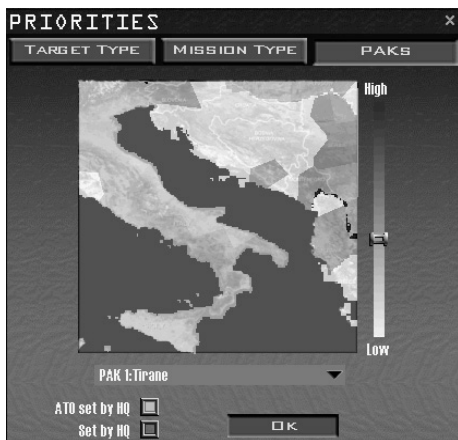 PRIORITIES
TARGET TYPE MISSION TYPE PAKs
High
Low
PAK 1:Tirane
ATO set by HQ
Set by HQ
OK